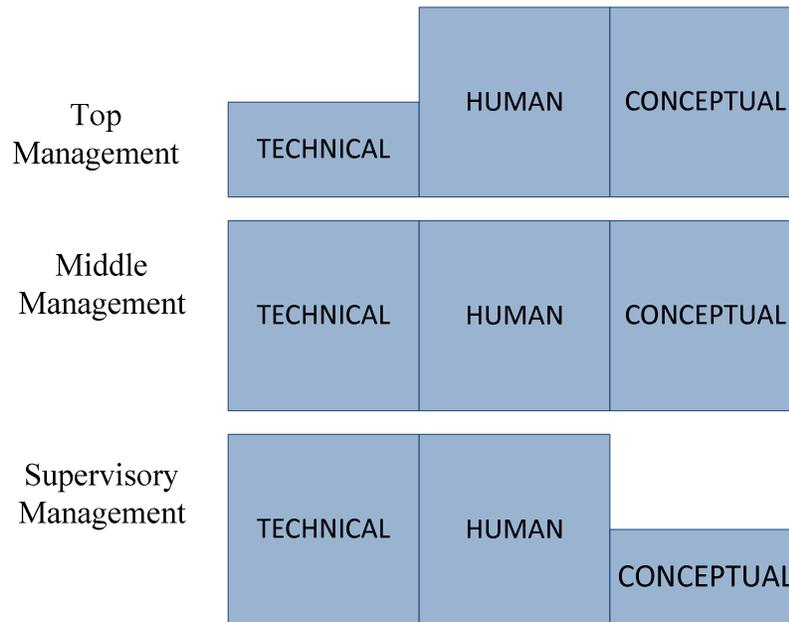 Top
Management
TECHNICAL
HUMAN
CONCEPTUAL
Middle
Management
TECHNICAL
HUMAN
CONCEPTUAL
Supervisory
Management
TECHNICAL
HUMAN
CONCEPTUAL